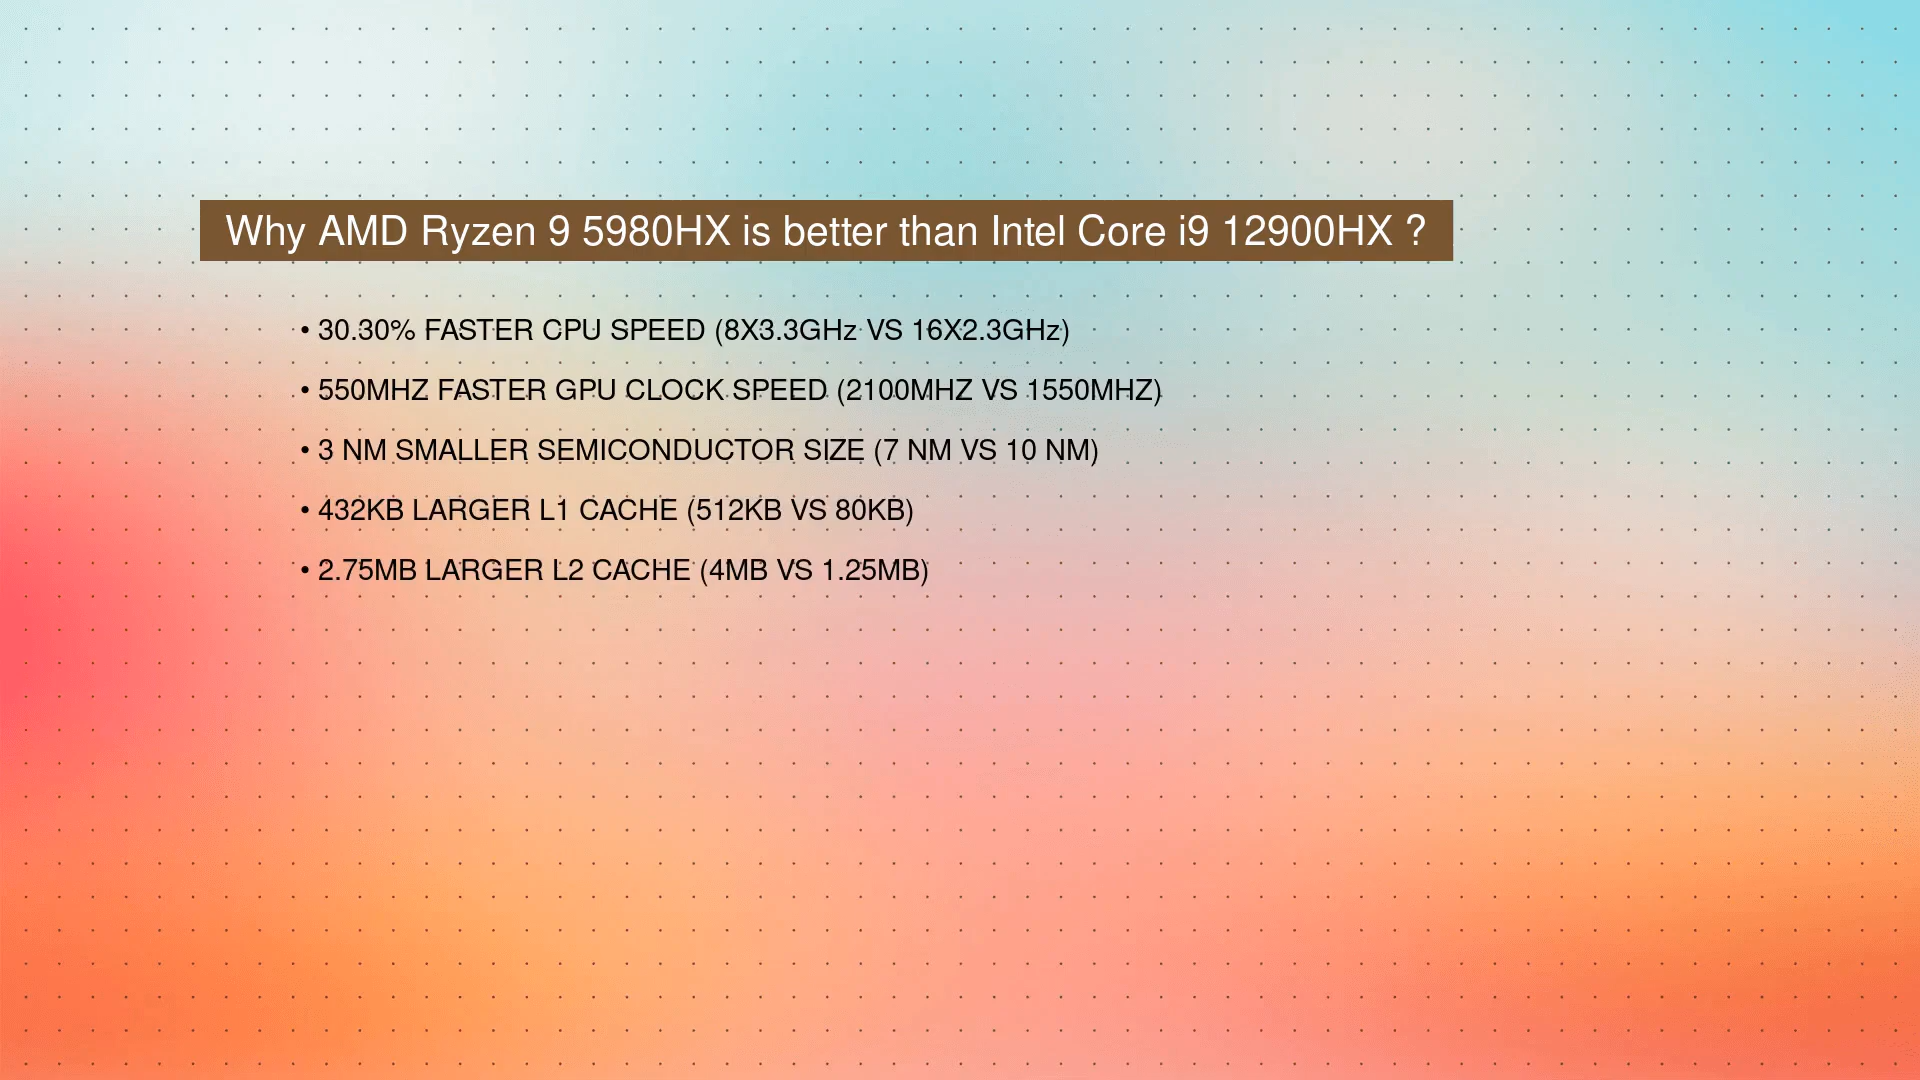 Why AMD Ryzen 9 5980HX is better than Intel Core i9 12900HX ?
• 30.30% FASTER CPU SPEED (8X3.3GHz VS 16X2.3GHz)
• 550MHZ FASTER GPU CLOCK SPEED (2100MHZ VS 1550MHZ)
• 3 NM SMALLER SEMICONDUCTOR SIZE (7 NM VS 10 NM)
• 432KB LARGER L1 CACHE (512KB VS 80KB)
• 2.75MB LARGER L2 CACHE (4MB VS 1.25MB)